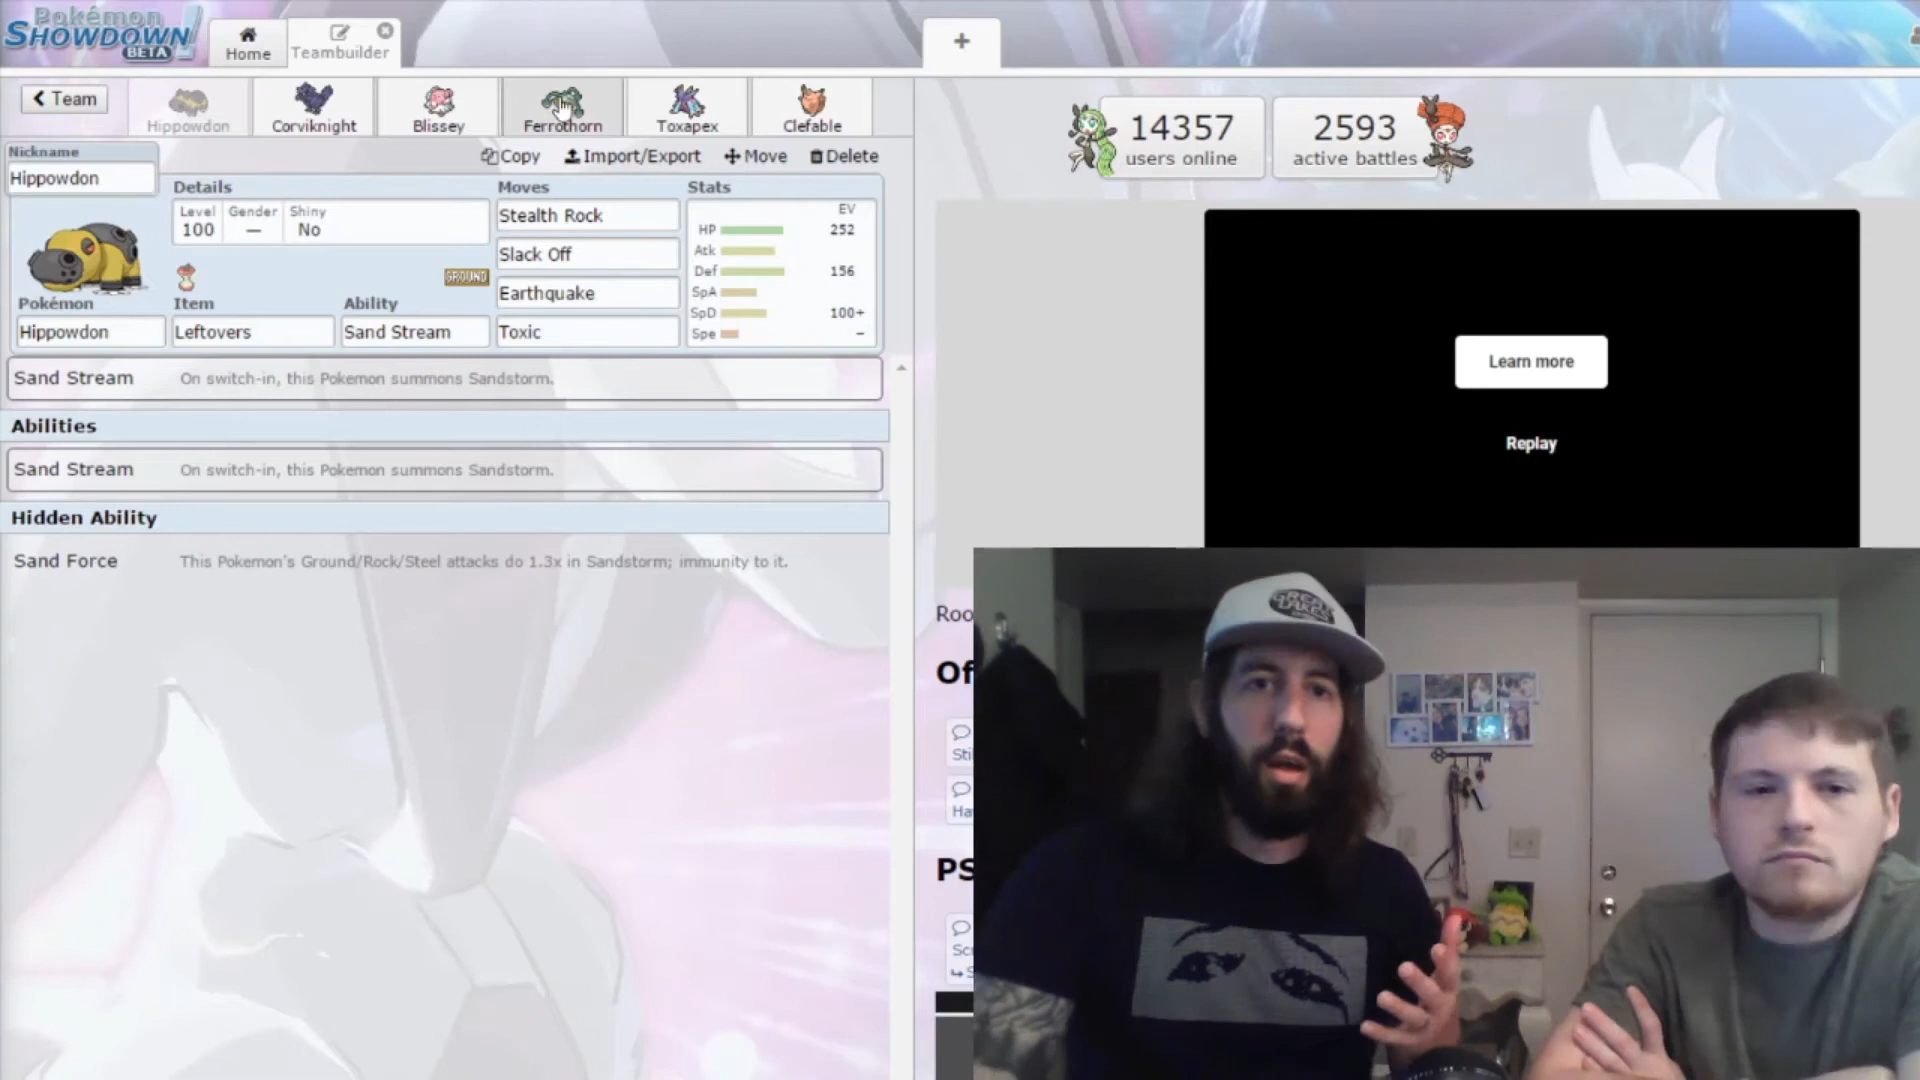 Pokémon
SHOWDOWN!
BETA
Home
Teambuilder
+
< Team
Hippowdon
Corviknight
Blissey
Ferrothorn
Toxapex
Clefable
14357
users online
2593
active battles
Copy
Import/Export
Move
Delete
Nickname
Hippowdon
Details
Moves
Stats
Level
Gender
Shiny
100
—
No
Stealth Rock
Slack Off
Earthquake
Toxic
EV
HP 252
Atk
Def 156
SpA
SpD 100+
Spe –
GROUND
Pokémon
Item
Ability
Hippowdon
Leftovers
Sand Stream
Sand Stream On switch-in, this Pokemon summons Sandstorm.
Abilities
Sand Stream On switch-in, this Pokemon summons Sandstorm.
Hidden Ability
Sand Force This Pokemon's Ground/Rock/Steel attacks do 1.3x in Sandstorm; immunity to it.
Learn more
Replay
Roo
Of
Sti
Ha
PS
GREAT
LAKES